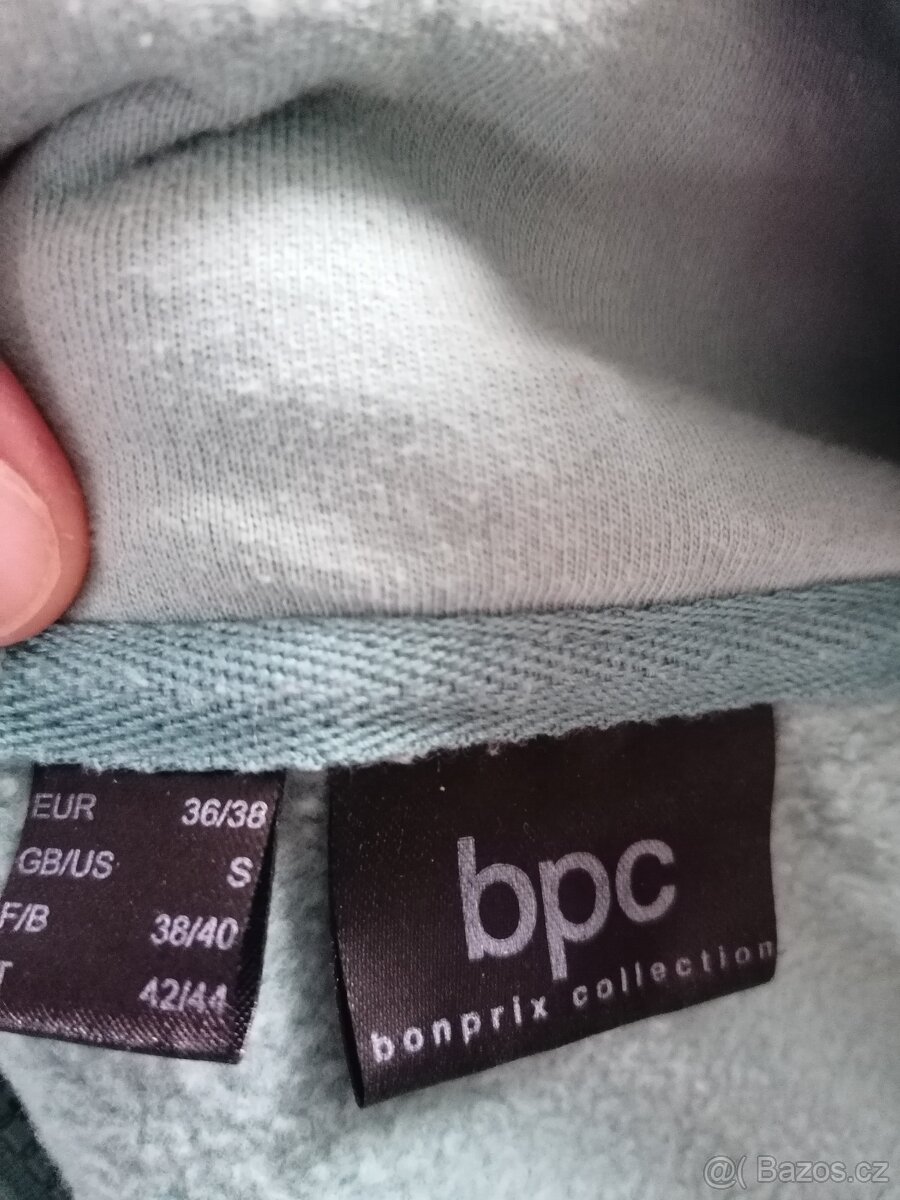 EUR 36/38
GB/US S
F/B 38/40
42/44
bpc
bonprix collection
@( Bazos.cz